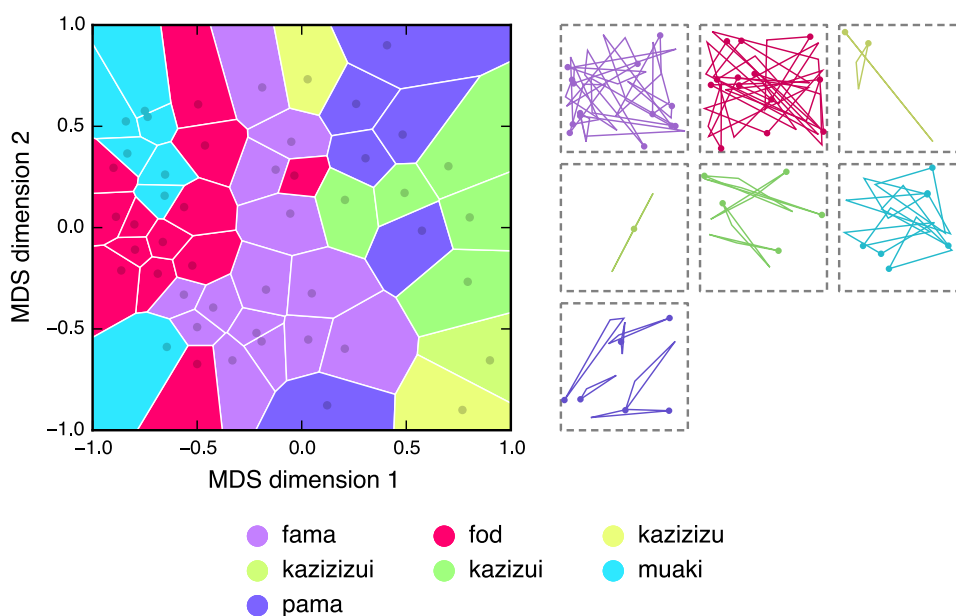 1.0
0.5
0.0
−0.5
−1.0
MDS dimension 2
−1.0 −0.5 0.0 0.5 1.0
MDS dimension 1
fama fod kazizizu
kazizizui kazizui muaki
pama